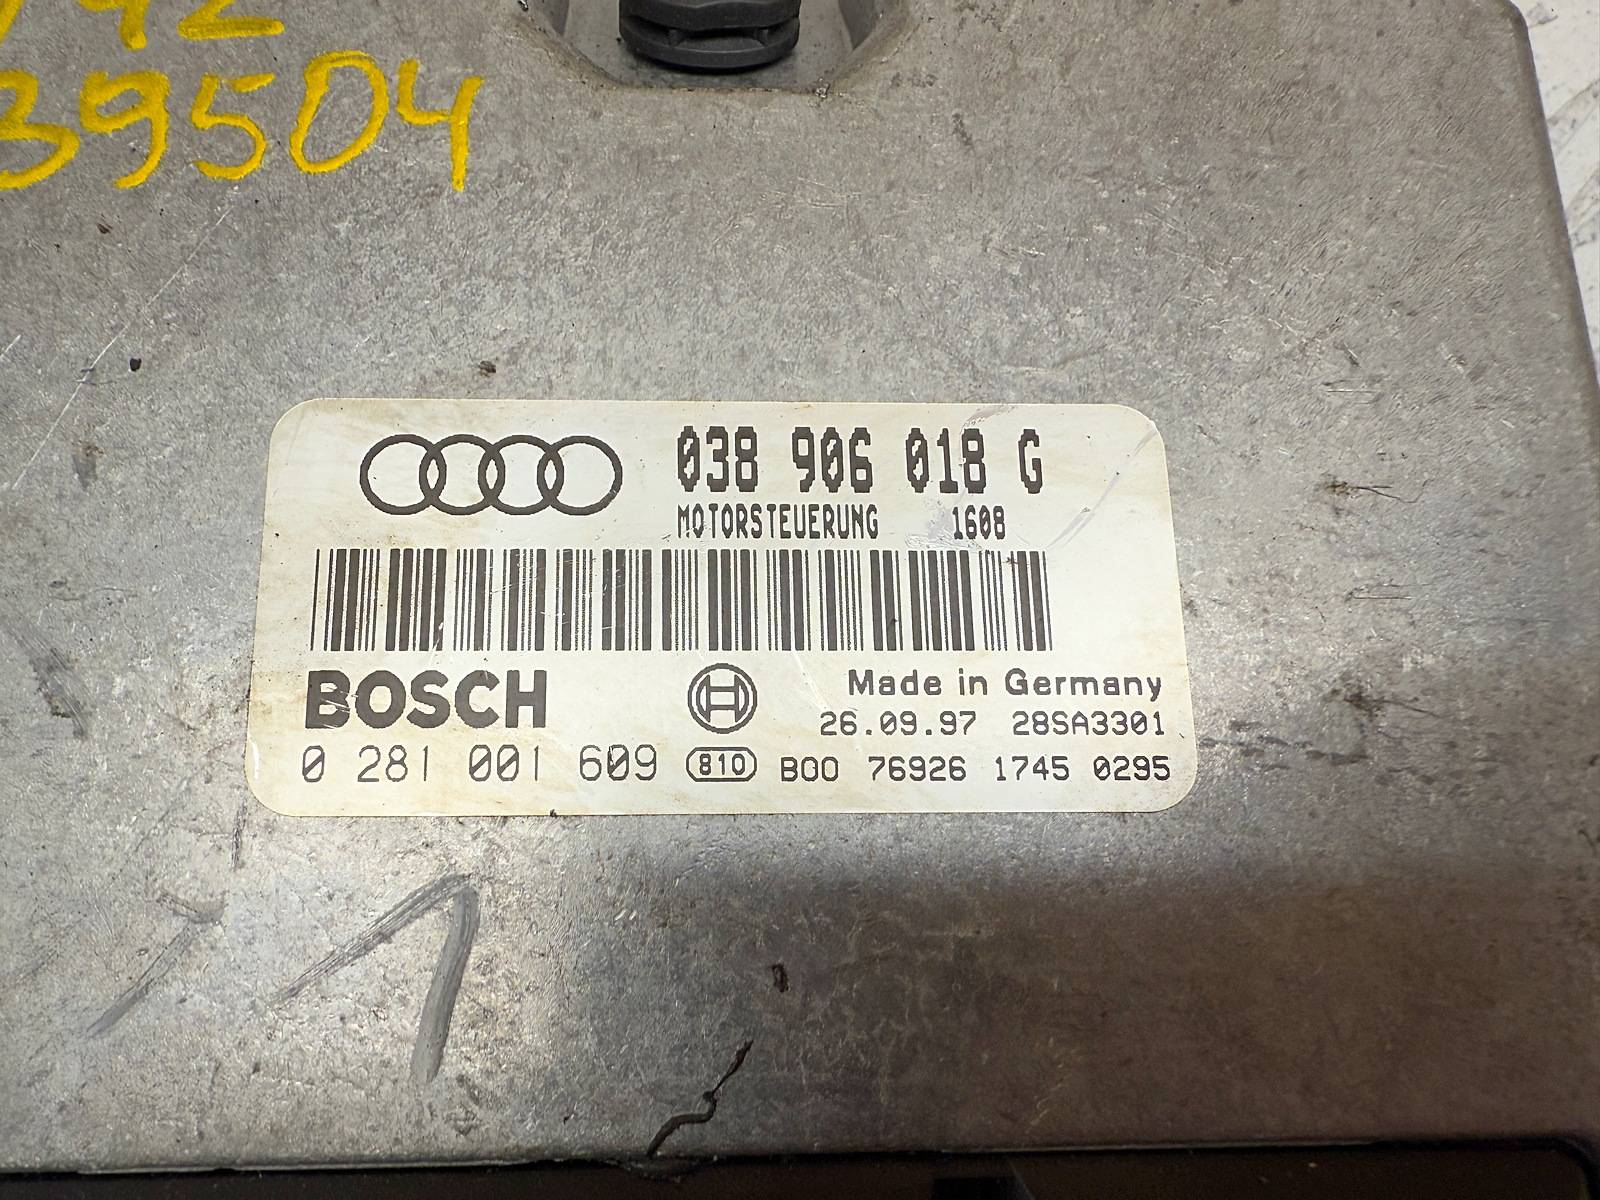 39504
038 906 018 G
MOTORSTEUERUNG 1608
BOSCH
Made in Germany
26.09.97 28SA3301
0 281 001 609 810 B00 76926 1745 0295
1